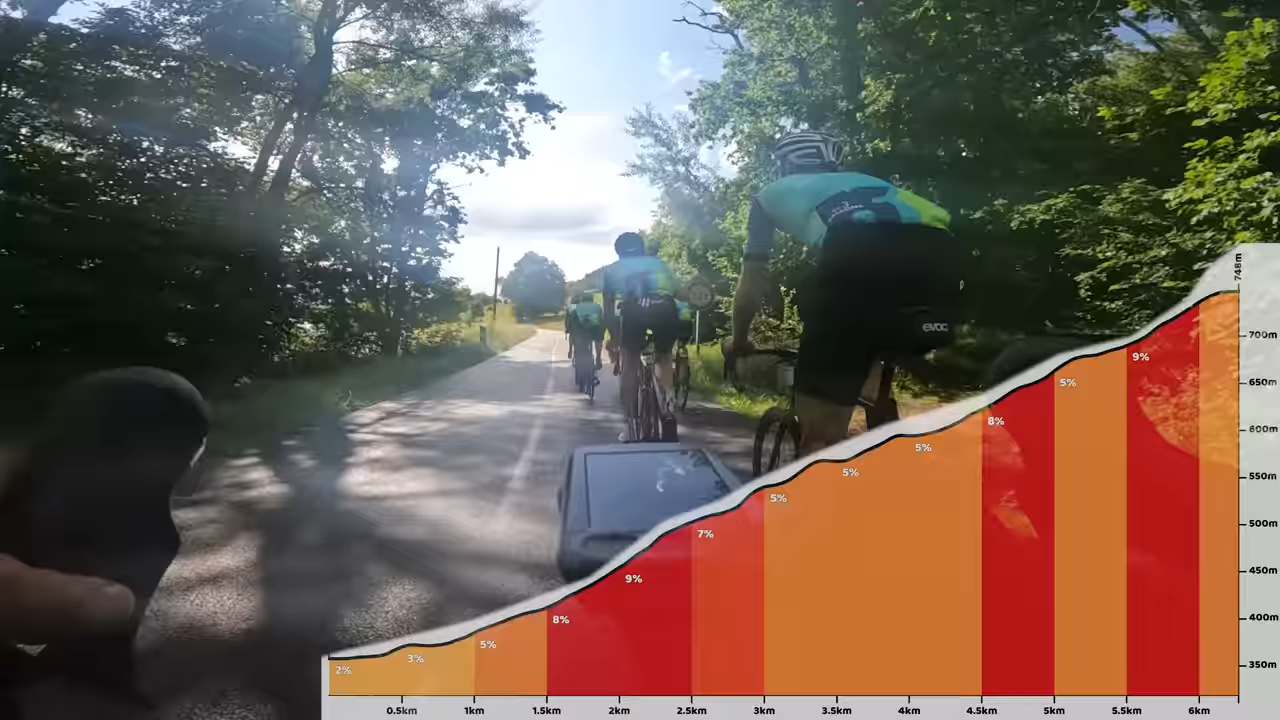 evoc
748m
700m
650m
600m
550m
500m
450m
400m
350m
2%
3%
5%
8%
9%
7%
5%
5%
5%
8%
5%
9%
0.5km
1km
1.5km
2km
2.5km
3km
3.5km
4km
4.5km
5km
5.5km
6km